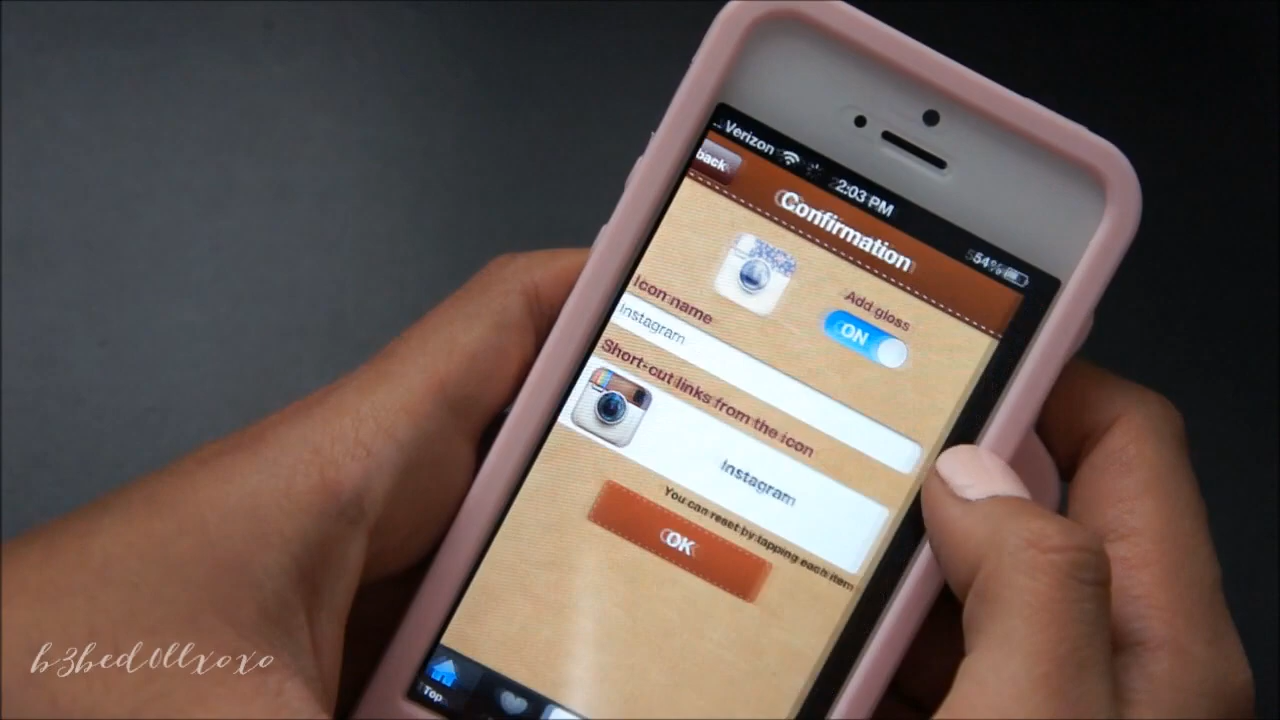 Verizon 2:03 PM 54%
back
Confirmation
Add gloss
ON
Icon name
Instagram
Short-cut links from the icon
Instagram
You can reset by tapping each item
OK
Top
b3bed0llxoxo